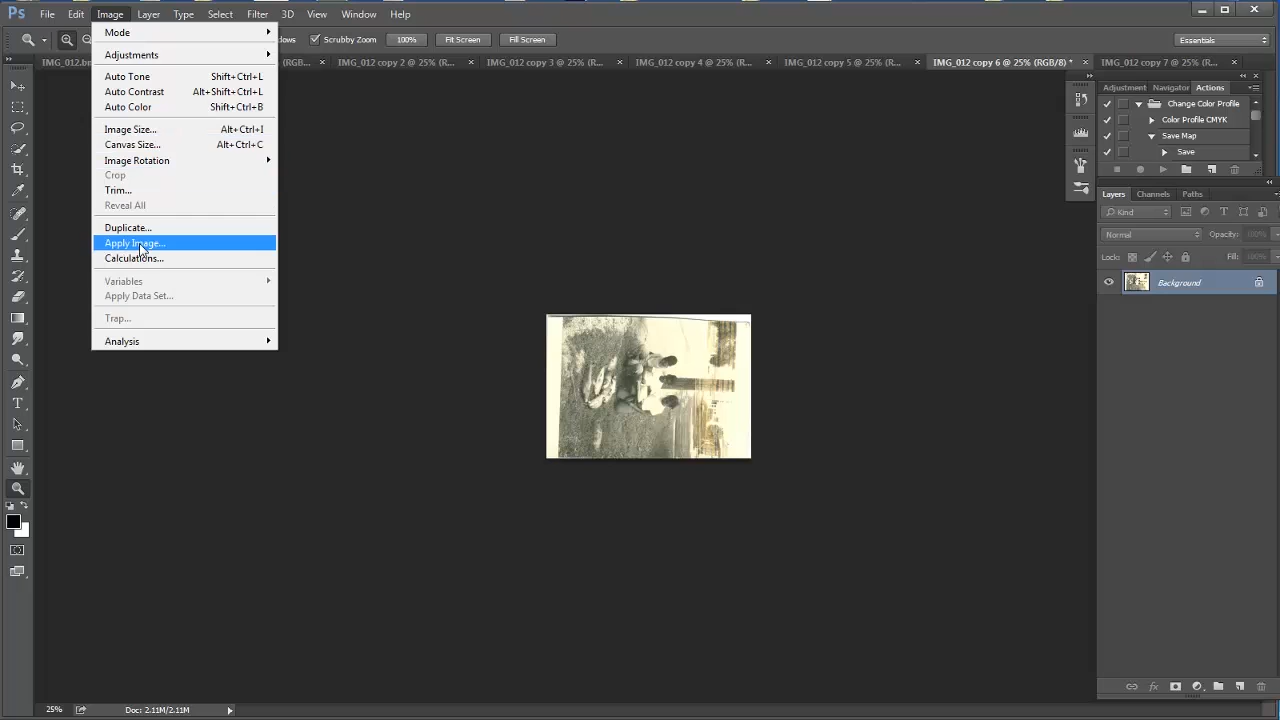 Ps File Edit Image Layer Type Select Filter 3D View Window Help
Scrubby Zoom 100% Fit Screen Fill Screen Essentials
(RGB... × IMG_012 copy 2 @ 25% (R... × IMG_012 copy 3 @ 25% (R... × IMG_012 copy 4 @ 25% (R... × IMG_012 copy 5 @ 25% (R... × IMG_012 copy 6 @ 25% (RGB/8) * × IMG_012 copy 7 @ 25% (R... ×
Mode
Adjustments
Auto Tone Shift+Ctrl+L
Auto Contrast Alt+Shift+Ctrl+L
Auto Color Shift+Ctrl+B
Image Size... Alt+Ctrl+I
Canvas Size... Alt+Ctrl+C
Image Rotation
Crop
Trim...
Reveal All
Duplicate...
Apply Image...
Calculations...
Variables
Apply Data Set...
Trap...
Analysis
Adjustment Navigator Actions
Change Color Profile
Color Profile CMYK
Save Map
Save
Layers Channels Paths
Kind
Normal Opacity: 100%
Lock: Fill: 100%
Background
25% Doc: 2.11M/2.11M